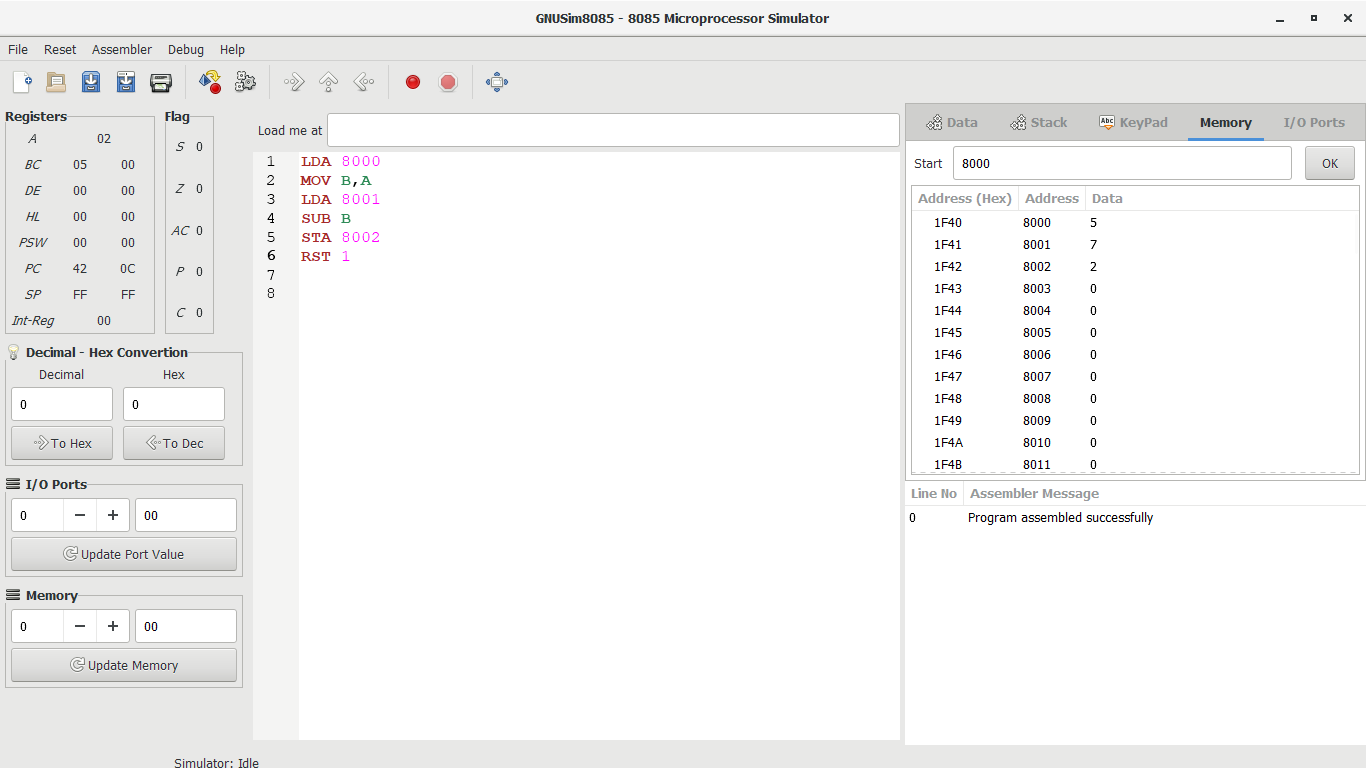 GNUSim8085 - 8085 Microprocessor Simulator
File Reset Assembler Debug Help
Registers
A 02
BC 05 00
DE 00 00
HL 00 00
PSW 00 00
PC 42 0C
SP FF FF
Int-Reg 00
Flag
S 0
Z 0
AC 0
P 0
C 0
Decimal - Hex Convertion
Decimal Hex
0 0
To Hex To Dec
I/O Ports
0 − + 00
Update Port Value
Memory
0 − + 00
Update Memory
Load me at
1 LDA 8000
2 MOV B,A
3 LDA 8001
4 SUB B
5 STA 8002
6 RST 1
7
8
Data Stack Abc KeyPad Memory I/O Ports
Start 8000 OK
Address (Hex) Address Data
1F40 8000 5
1F41 8001 7
1F42 8002 2
1F43 8003 0
1F44 8004 0
1F45 8005 0
1F46 8006 0
1F47 8007 0
1F48 8008 0
1F49 8009 0
1F4A 8010 0
1F4B 8011 0
Line No Assembler Message
0 Program assembled successfully
Simulator: Idle